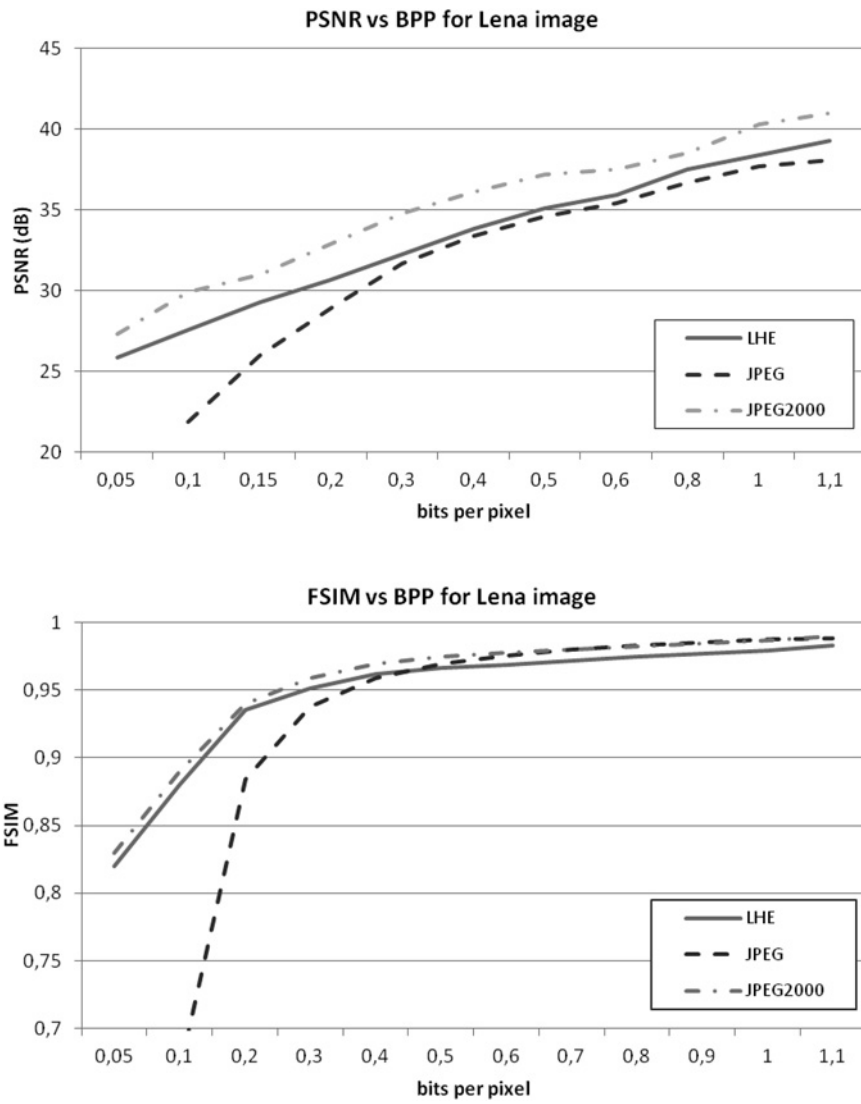 PSNR vs BPP for Lena image
45
40
35
30
25
20
PSNR (dB)
LHE
JPEG
JPEG2000
0,05 0,1 0,15 0,2 0,3 0,4 0,5 0,6 0,8 1 1,1
bits per pixel
FSIM vs BPP for Lena image
1
0,95
0,9
0,85
0,8
0,75
0,7
FSIM
LHE
JPEG
JPEG2000
0,05 0,1 0,2 0,3 0,4 0,5 0,6 0,7 0,8 0,9 1 1,1
bits per pixel